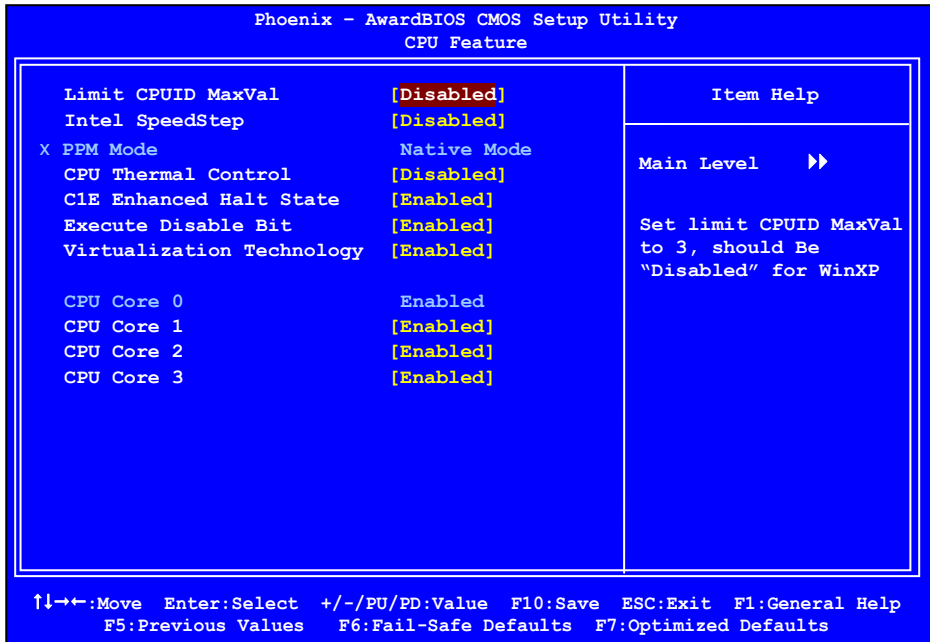 Phoenix – AwardBIOS CMOS Setup Utility
CPU Feature
Limit CPUID MaxVal [Disabled]
Intel SpeedStep [Disabled]
X PPM Mode Native Mode
CPU Thermal Control [Disabled]
C1E Enhanced Halt State [Enabled]
Execute Disable Bit [Enabled]
Virtualization Technology [Enabled]
CPU Core 0 Enabled
CPU Core 1 [Enabled]
CPU Core 2 [Enabled]
CPU Core 3 [Enabled]
Item Help
Main Level
Set limit CPUID MaxVal
to 3, should Be
“Disabled” for WinXP
↑↓→←:Move Enter:Select +/-/PU/PD:Value F10:Save ESC:Exit F1:General Help
F5:Previous Values F6:Fail-Safe Defaults F7:Optimized Defaults